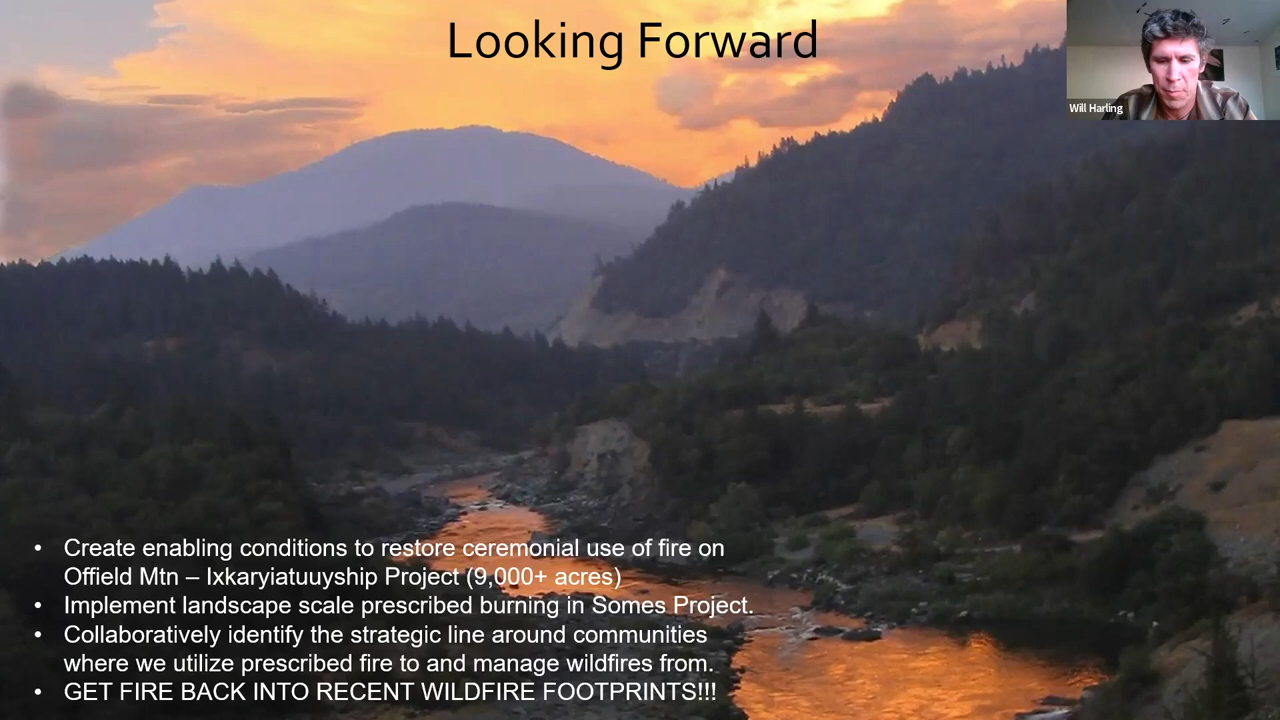 Looking Forward
Will Harling
• Create enabling conditions to restore ceremonial use of fire on
Offield Mtn – Ixkaryiatuuyship Project (9,000+ acres)
• Implement landscape scale prescribed burning in Somes Project.
• Collaboratively identify the strategic line around communities
where we utilize prescribed fire to and manage wildfires from.
• GET FIRE BACK INTO RECENT WILDFIRE FOOTPRINTS!!!